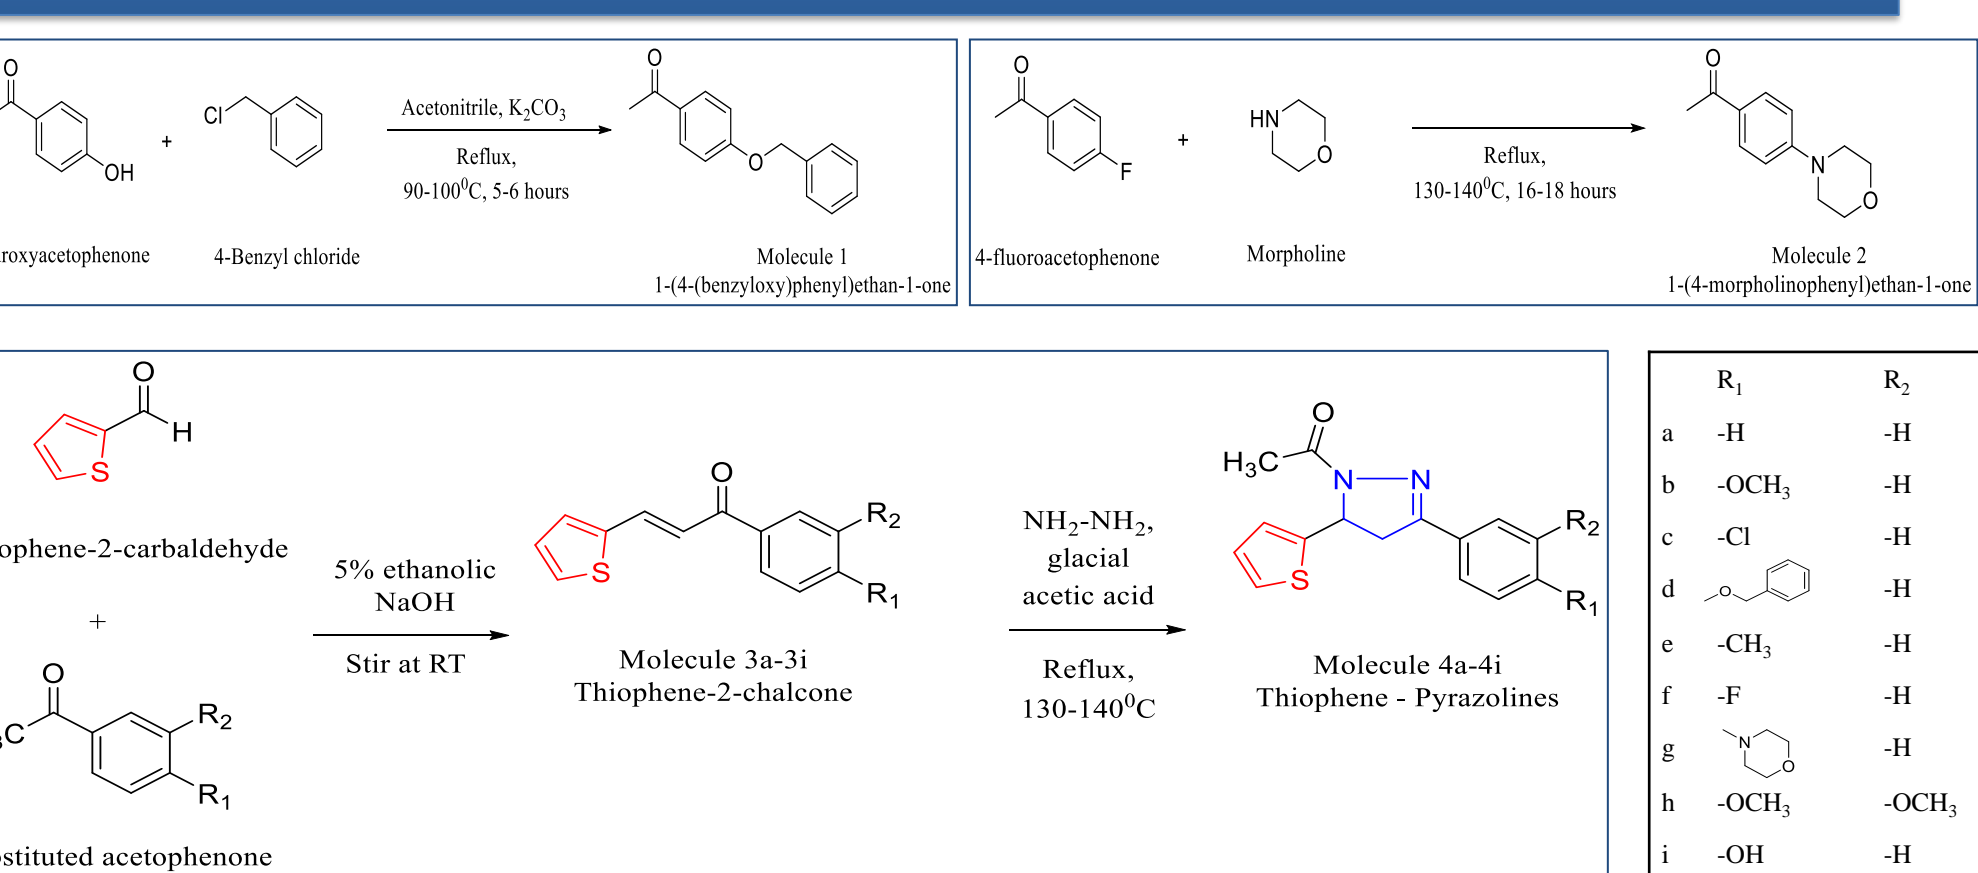 O
OH
+
Cl
Acetonitrile, K₂CO₃
Reflux,
90-100⁰C, 5-6 hours
O
O
roxyacetophenone
4-Benzyl chloride
Molecule 1
1-(4-(benzyloxy)phenyl)ethan-1-one
O
F
+
HN
O
Reflux,
130-140⁰C, 16-18 hours
O
N
O
4-fluoroacetophenone
Morpholine
Molecule 2
1-(4-morpholinophenyl)ethan-1-one
O
H
S
ophene-2-carbaldehyde
+
O
C
R₂
R₁
stituted acetophenone
5% ethanolic
NaOH
Stir at RT
O
S
R₂
R₁
Molecule 3a-3i
Thiophene-2-chalcone
NH₂-NH₂,
glacial
acetic acid
Reflux,
130-140⁰C
O
H₃C
N N
S
R₂
R₁
Molecule 4a-4i
Thiophene - Pyrazolines
R₁ R₂
a -H -H
b -OCH₃ -H
c -Cl -H
d O -H
e -CH₃ -H
f -F -H
g N O -H
h -OCH₃ -OCH₃
i -OH -H